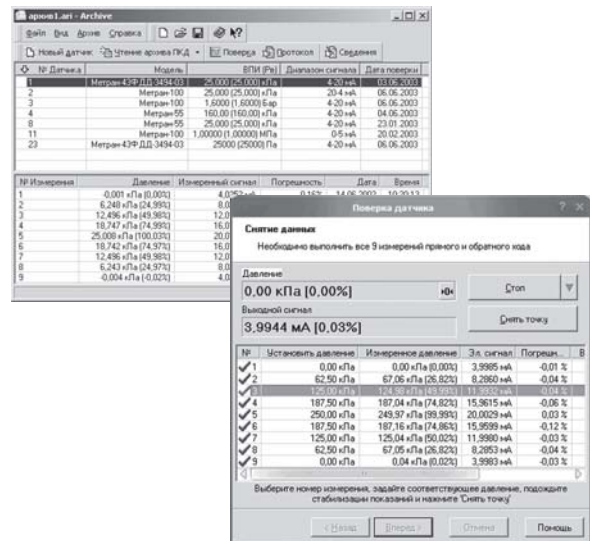 архив1.ari - Archive
Файл Вид Архив Справка
Новый датчик Чтение архива ПКД Поверка Протокол Сведения
№ Датчика Модель ВПИ (Pe) Диапазон сигнала Дата поверки
1 Метран-43Ф.ДД-3494-03 25,000 (25,000) кПа 4-20 мА 03.06.2003
2 Метран-100 25,000 (25,000) кПа 20-4 мА 06.06.2003
3 Метран-100 1,6000 (1,6000) Бар 4-20 мА 06.06.2003
4 Метран-55 160,00 (160,00) кПа 4-20 мА 04.06.2003
8 Метран-55 25,000 (25,000) кПа 4-20 мА 23.01.2003
11 Метран-100 1,00000 (1,00000) МПа 0-5 мА 20.02.2003
23 Метран-43Ф.ДД-3494-03 25000 (25000) Па 4-20 мА 06.06.2003
№ Измерения Давление Измеренный сигнал Погрешность Дата Время
1 -0,001 кПа (0,00%)
2 6,248 кПа (24,99%)
3 12,496 кПа (49,98%)
4 18,747 кПа (74,99%)
5 25,008 кПа (100,03%)
6 18,742 кПа (74,97%)
7 12,496 кПа (49,98%)
8 6,243 кПа (24,97%)
9 -0,004 кПа (-0,02%)
Поверка датчика
Снятие данных
Необходимо выполнить все 9 измерений прямого и обратного хода
Давление
0,00 кПа [0,00%] Стоп
Выходной сигнал
3,9944 мА [0,03%] Снять точку
№ Установить давление Измеренное давление Эл. сигнал Погрешн... В
1 0,00 кПа 0,00 кПа (0,00%) 3,9985 мА -0,01 %
2 62,50 кПа 67,06 кПа (26,82%) 8,2860 мА -0,04 %
3 125,00 кПа 124,98 кПа (49,99%) 11,9932 мА -0,04 %
4 187,50 кПа 187,04 кПа (74,82%) 15,9615 мА -0,06 %
5 250,00 кПа 249,97 кПа (99,99%) 20,0029 мА 0,03 %
6 187,50 кПа 187,16 кПа (74,86%) 15,9599 мА -0,12 %
7 125,00 кПа 125,04 кПа (50,02%) 11,9980 мА -0,03 %
8 62,50 кПа 67,05 кПа (26,82%) 8,2853 мА -0,04 %
9 0,00 кПа 0,04 кПа (0,02%) 3,9983 мА -0,03 %
Выберите номер измерения, задайте соответствующее давление, подождите
стабилизации показаний и нажмите "Снять точку"
< Назад Вперед > Отмена Помощь